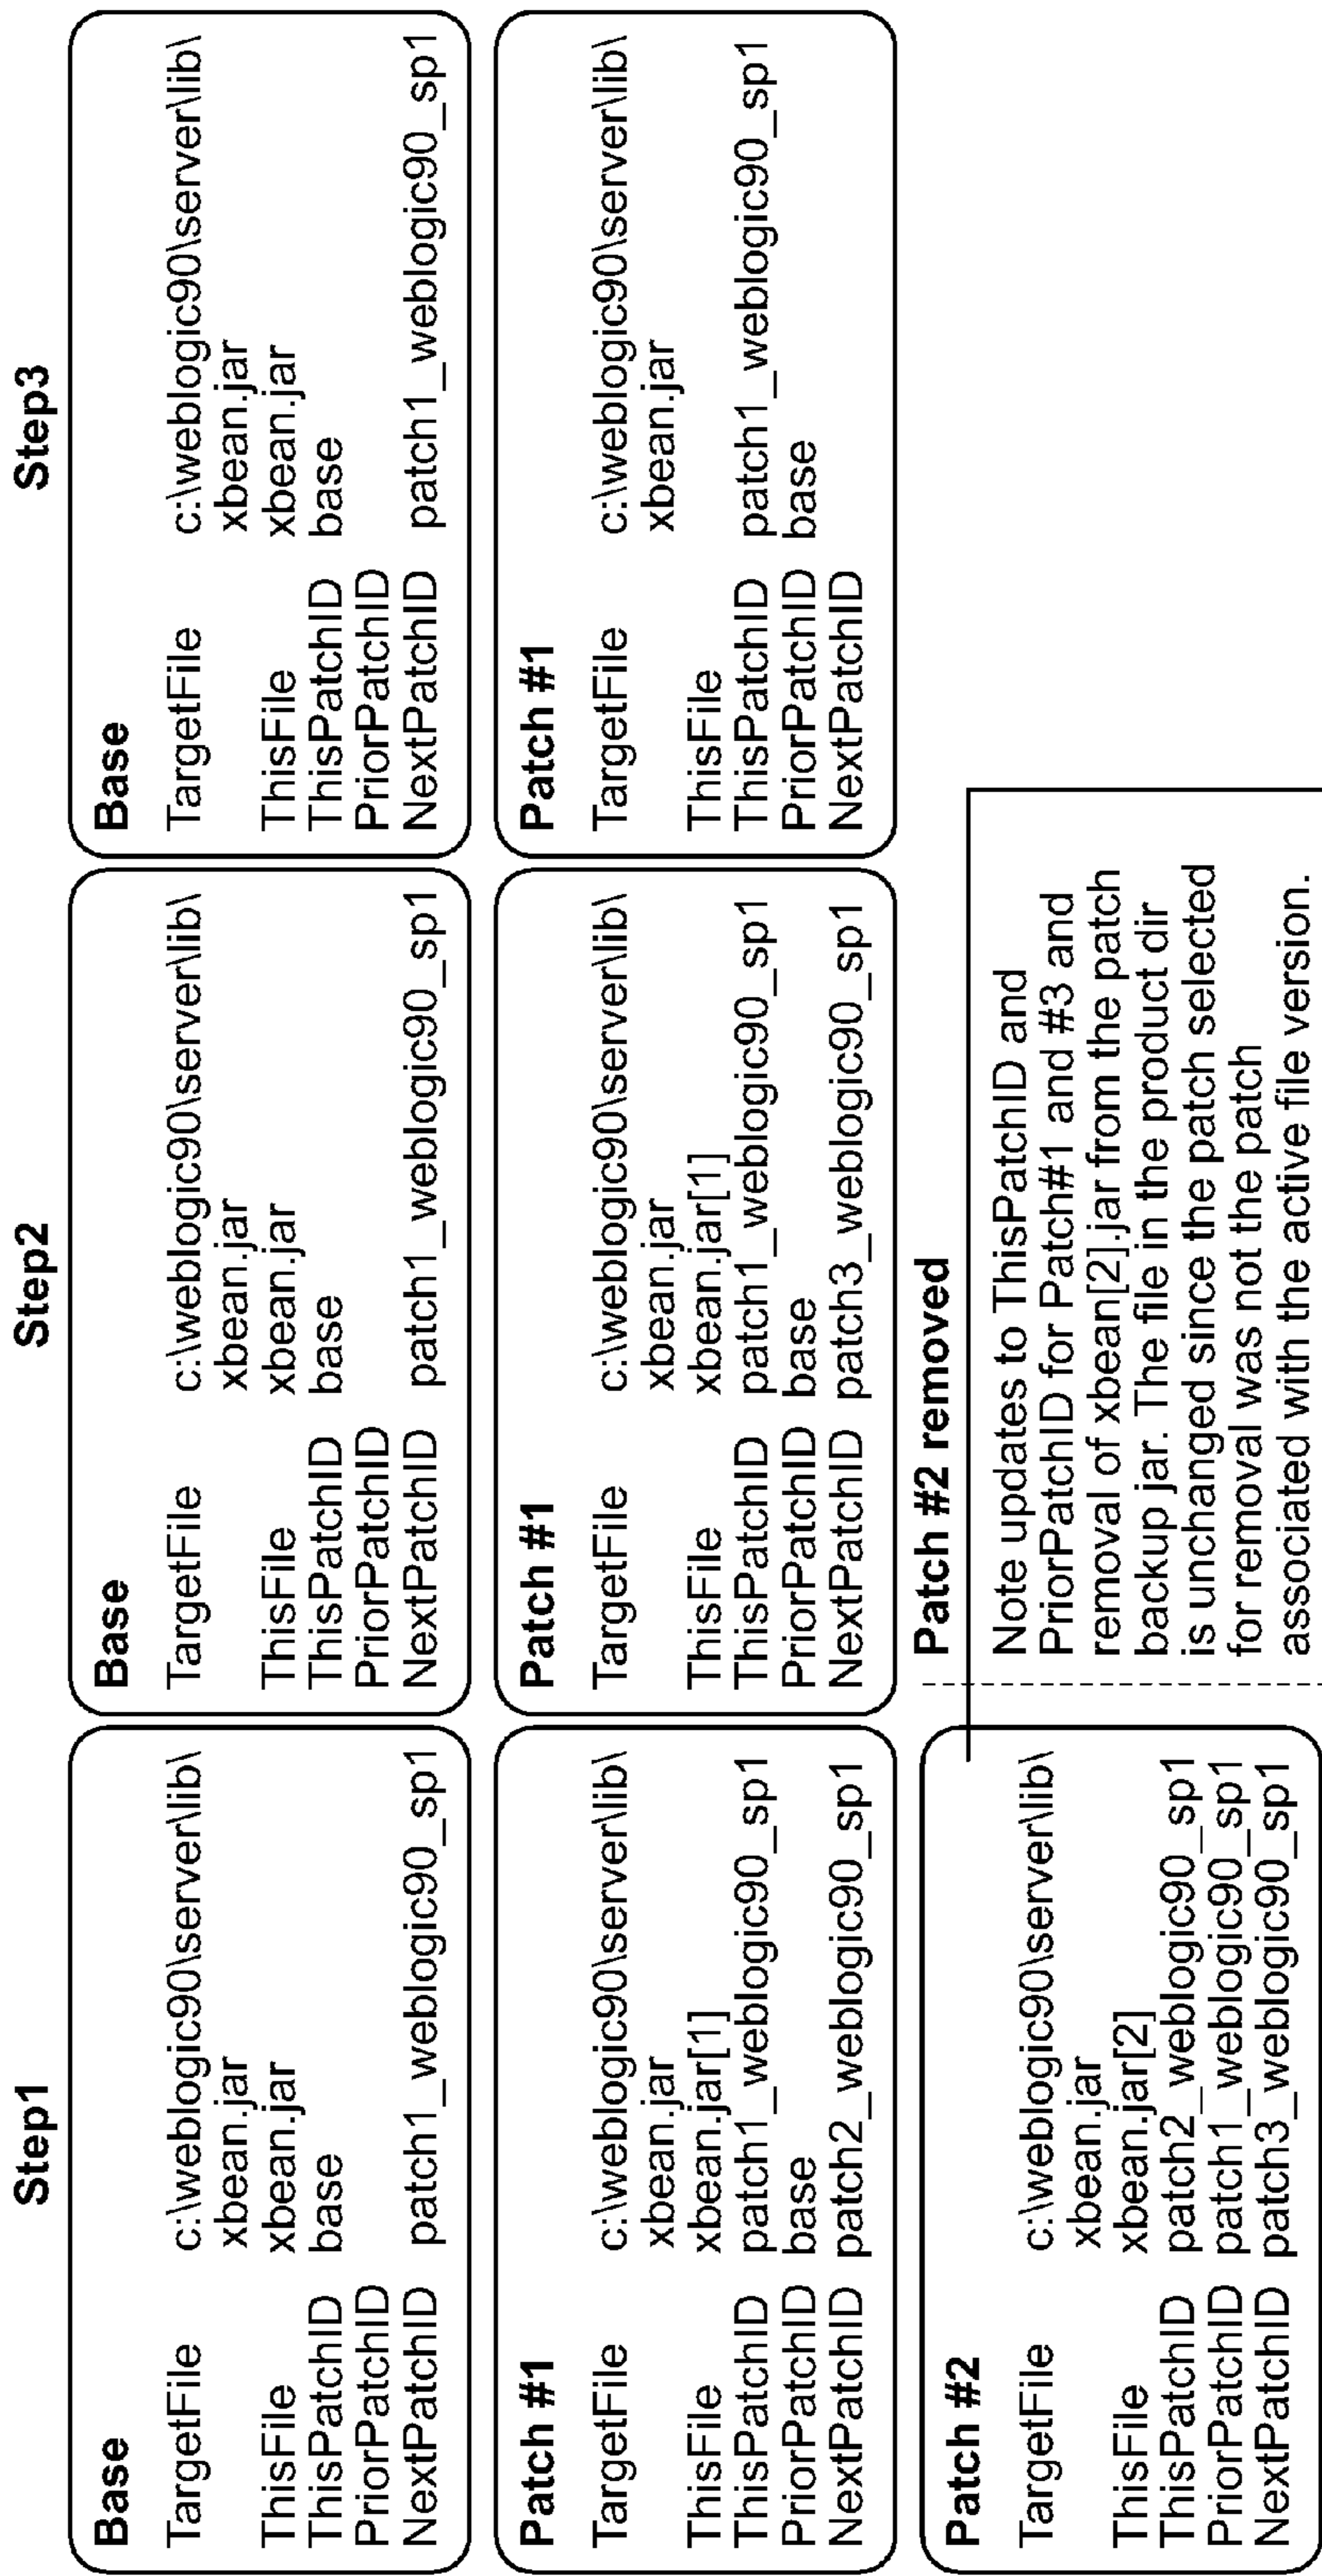 Step1
Base
TargetFile c:\weblogic90\server\lib\
xbean.jar
ThisFile xbean.jar
ThisPatchID base
PriorPatchID
NextPatchID patch1_weblogic90_sp1
Patch #1
TargetFile c:\weblogic90\server\lib\
xbean.jar
ThisFile xbean.jar[1]
ThisPatchID patch1_weblogic90_sp1
PriorPatchID base
NextPatchID patch2_weblogic90_sp1
Patch #2
TargetFile c:\weblogic90\server\lib\
xbean.jar
ThisFile xbean.jar[2]
ThisPatchID patch2_weblogic90_sp1
PriorPatchID patch1_weblogic90_sp1
NextPatchID patch3_weblogic90_sp1
Step2
Base
TargetFile c:\weblogic90\server\lib\
xbean.jar
ThisFile xbean.jar
ThisPatchID base
PriorPatchID
NextPatchID patch1_weblogic90_sp1
Patch #1
TargetFile c:\weblogic90\server\lib\
xbean.jar
ThisFile xbean.jar[1]
ThisPatchID patch1_weblogic90_sp1
PriorPatchID base
NextPatchID patch3_weblogic90_sp1
Patch #2 removed
Note updates to ThisPatchID and
PriorPatchID for Patch#1 and #3 and
removal of xbean[2].jar from the patch
backup jar. The file in the product dir
is unchanged since the patch selected
for removal was not the patch
associated with the active file version.
Step3
Base
TargetFile c:\weblogic90\server\lib\
xbean.jar
ThisFile xbean.jar
ThisPatchID base
PriorPatchID
NextPatchID patch1_weblogic90_sp1
Patch #1
TargetFile c:\weblogic90\server\lib\
xbean.jar
ThisFile
ThisPatchID patch1_weblogic90_sp1
PriorPatchID base
NextPatchID